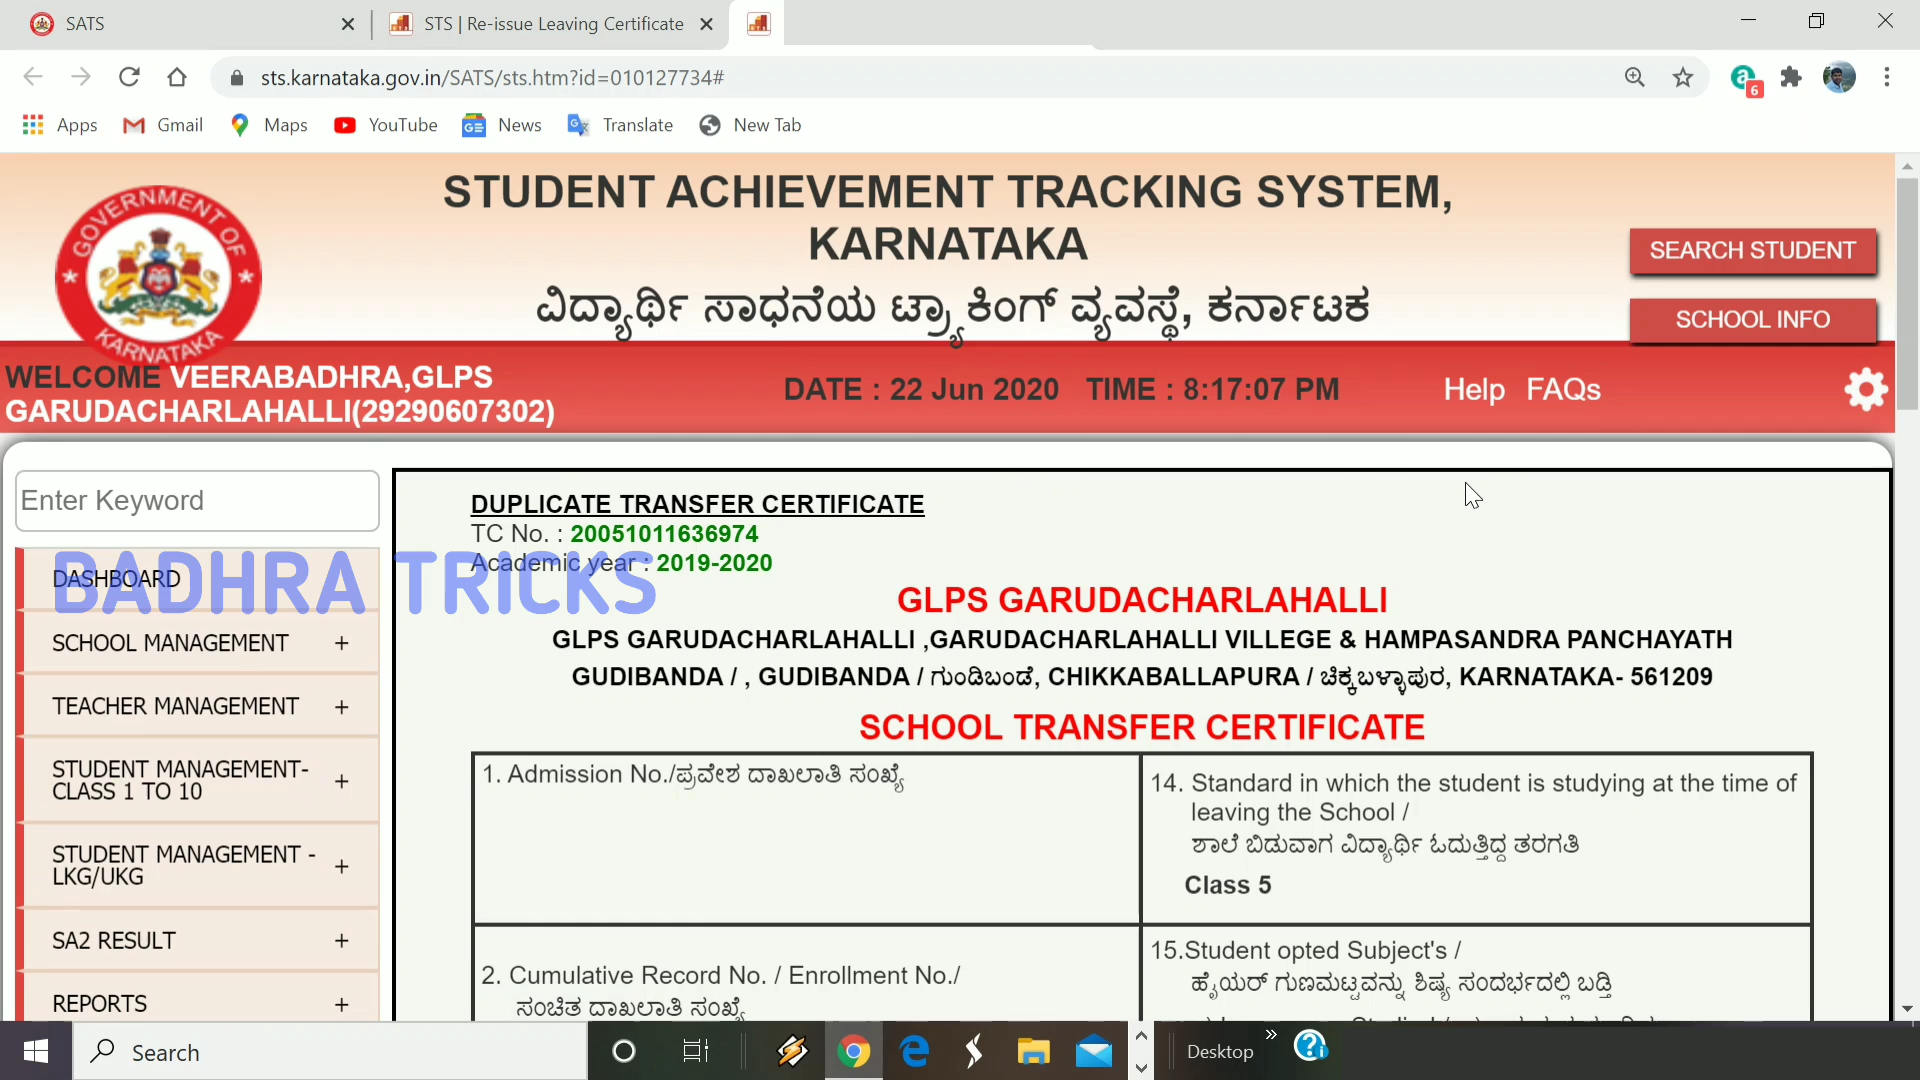 SATS
STS | Re-issue Leaving Certificate
sts.karnataka.gov.in/SATS/sts.htm?id=010127734#
6
Apps Gmail Maps YouTube News Translate New Tab
GOVERNMENT OF KARNATAKA
STUDENT ACHIEVEMENT TRACKING SYSTEM,
KARNATAKA
ವಿದ್ಯಾರ್ಥಿ ಸಾಧನೆಯ ಟ್ರ್ಯಾಕಿಂಗ್ ವ್ಯವಸ್ಥೆ, ಕರ್ನಾಟಕ
SEARCH STUDENT
SCHOOL INFO
WELCOME VEERABADHRA,GLPS
GARUDACHARLAHALLI(29290607302)
DATE : 22 Jun 2020 TIME : 8:17:07 PM
Help FAQs
Enter Keyword
DASHBOARD
SCHOOL MANAGEMENT +
TEACHER MANAGEMENT +
STUDENT MANAGEMENT-
CLASS 1 TO 10 +
STUDENT MANAGEMENT -
LKG/UKG +
SA2 RESULT +
REPORTS +
BADHRA TRICKS
DUPLICATE TRANSFER CERTIFICATE
TC No. : 20051011636974
Academic year : 2019-2020
GLPS GARUDACHARLAHALLI
GLPS GARUDACHARLAHALLI ,GARUDACHARLAHALLI VILLEGE & HAMPASANDRA PANCHAYATH
GUDIBANDA / , GUDIBANDA / ಗುಂಡಿಬಂಡೆ, CHIKKABALLAPURA / ಚಿಕ್ಕಬಳ್ಳಾಪುರ, KARNATAKA- 561209
SCHOOL TRANSFER CERTIFICATE
1. Admission No./ಪ್ರವೇಶ ದಾಖಲಾತಿ ಸಂಖ್ಯೆ
14. Standard in which the student is studying at the time of
leaving the School /
ಶಾಲೆ ಬಿಡುವಾಗ ವಿದ್ಯಾರ್ಥಿ ಓದುತ್ತಿದ್ದ ತರಗತಿ
Class 5
2. Cumulative Record No. / Enrollment No./
ಸಂಚಿತ ದಾಖಲಾತಿ ಸಂಖ್ಯೆ
15.Student opted Subject's /
ಹೈಯರ್ ಗುಣಮಟ್ಟವನ್ನು ಶಿಷ್ಯ ಸಂದರ್ಭದಲ್ಲಿ ಬಡ್ತಿ
Search
Desktop